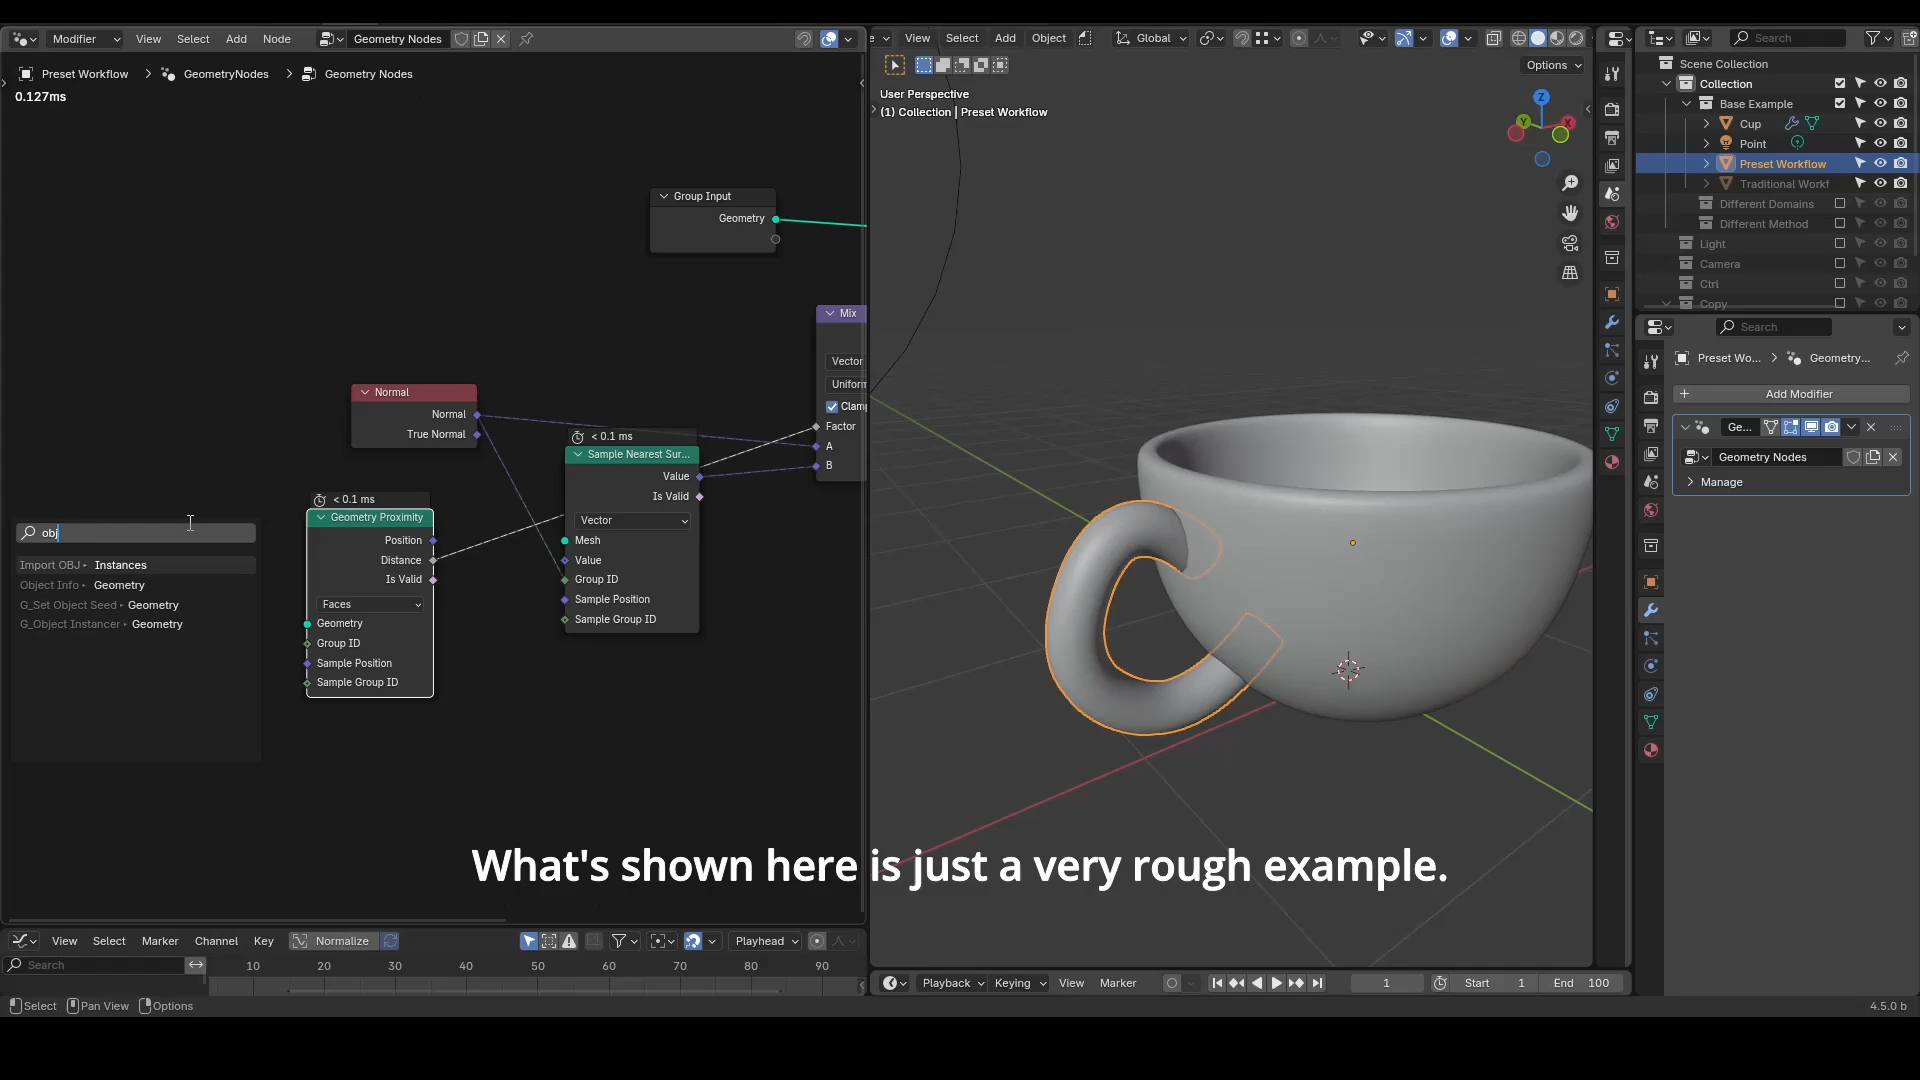 Modifier View Select Add Node Geometry Nodes
Preset Workflow > GeometryNodes > Geometry Nodes
0.127ms
Group Input
Geometry
Mix
Vector
Uniform
Clamp
Factor
A
B
Normal
Normal
True Normal
< 0.1 ms
Sample Nearest Sur...
Value
Is Valid
Vector
Mesh
Value
Group ID
Sample Position
Sample Group ID
< 0.1 ms
Geometry Proximity
Position
Distance
Is Valid
Faces
Geometry
Group ID
Sample Position
Sample Group ID
obj
Import OBJ ▸ Instances
Object Info ▸ Geometry
G_Set Object Seed ▸ Geometry
G_Object Instancer ▸ Geometry
View Select Add Object Global
Options
User Perspective
(1) Collection | Preset Workflow
Z
Y
X
What's shown here is just a very rough example.
View Select Marker Channel Key Normalize Playhead
Search
10 20 30 40 50 60 70 80 90
Playback Keying View Marker 1 Start 1 End 100
Select Pan View Options
4.5.0 b
Search
Scene Collection
Collection
Base Example
Cup
Point
Preset Workflow
Traditional Workf
Different Domains
Different Method
Light
Camera
Ctrl
Copy
Search
Preset Wo... > Geometry...
+ Add Modifier
Ge...
Geometry Nodes
Manage